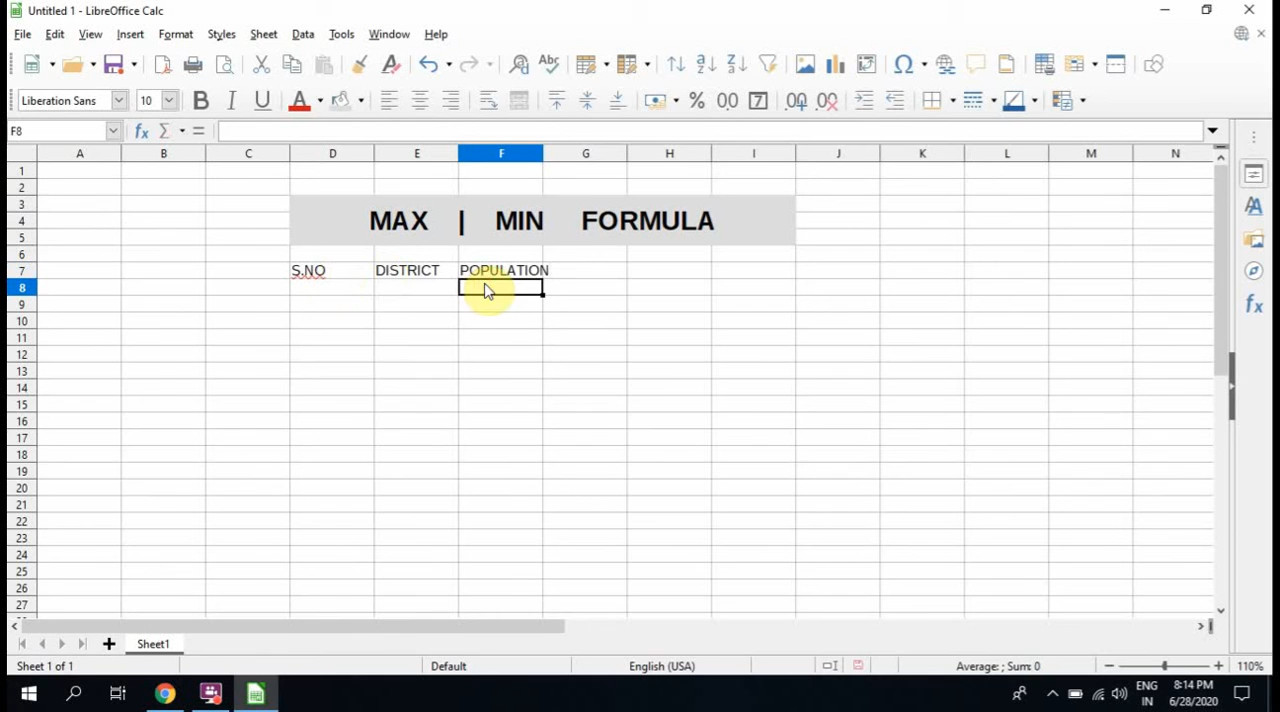 Untitled 1 - LibreOffice Calc
File Edit View Insert Format Styles Sheet Data Tools Window Help
Liberation Sans 10
F8
A B C D E F G H I J K L M N
1
2
3
4 MAX | MIN FORMULA
5
6
7 S.NO DISTRICT POPULATION
8
9
10
11
12
13
14
15
16
17
18
19
20
21
22
23
24
25
26
27
Sheet1
Sheet 1 of 1 Default English (USA) Average: ; Sum: 0 110%
ENG 8:14 PM
IN 6/28/2020